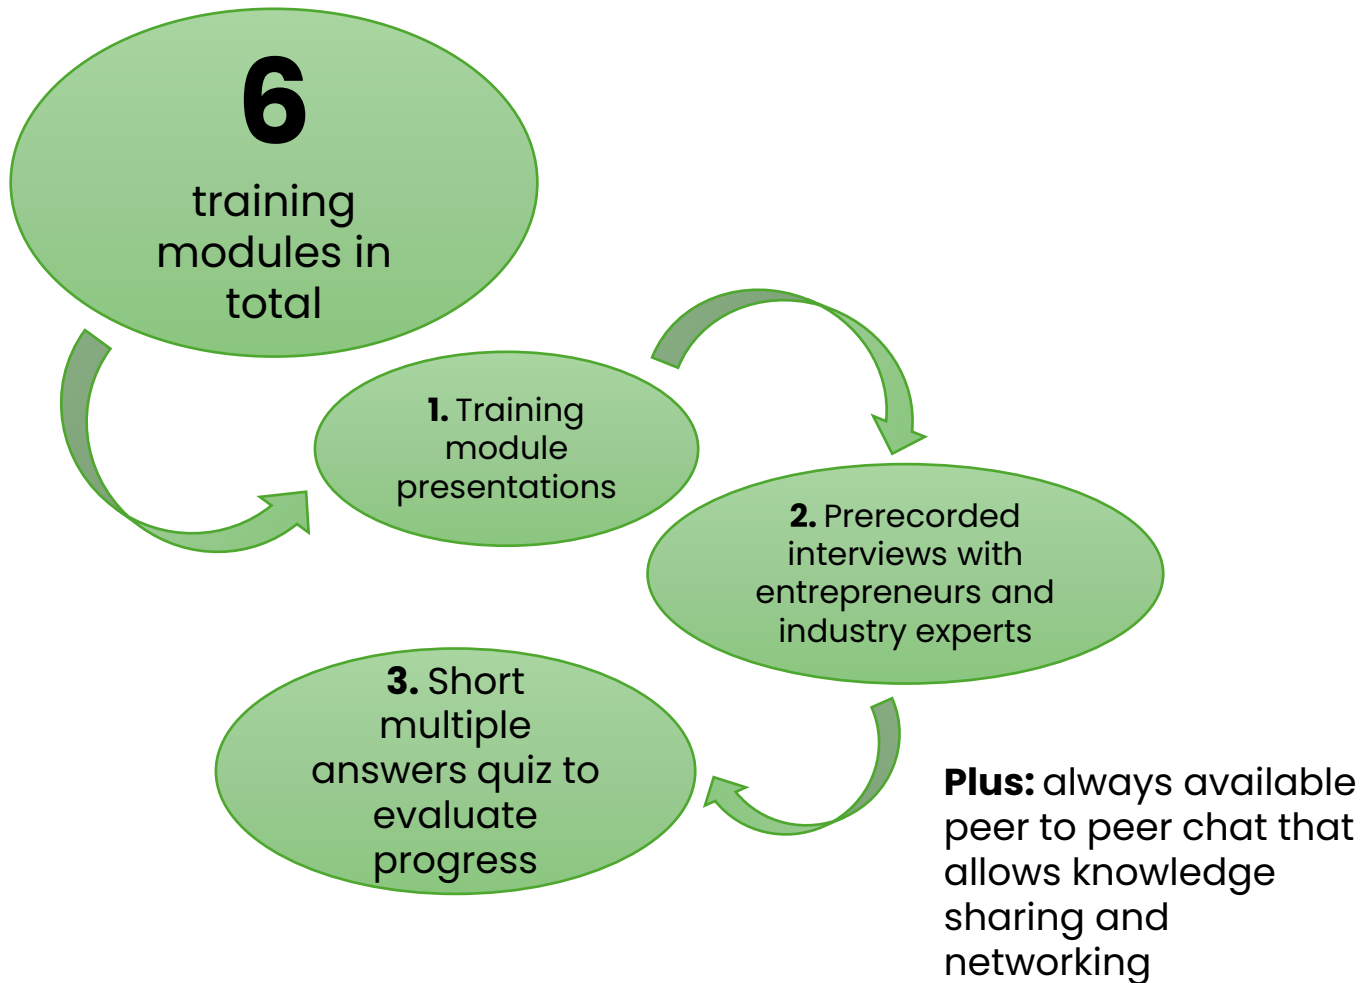 6
training
modules in
total
1. Training
module
presentations
2. Prerecorded
interviews with
entrepreneurs and
industry experts
3. Short
multiple
answers quiz to
evaluate
progress
Plus: always available
peer to peer chat that
allows knowledge
sharing and
networking